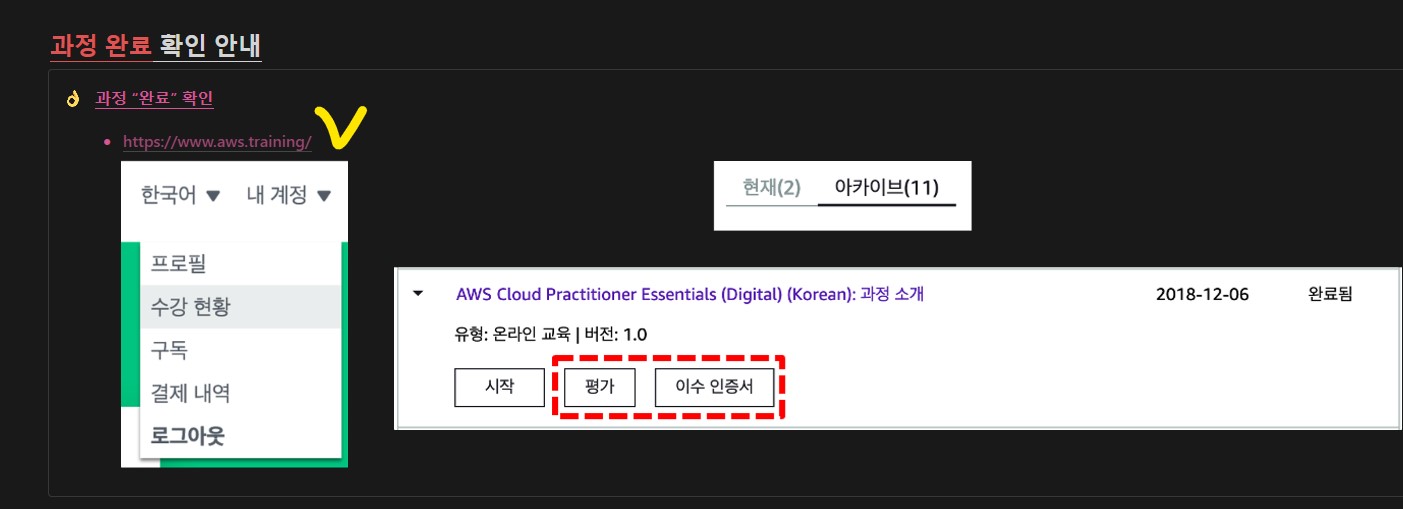 과정 완료 확인 안내
과정 “완료” 확인
https://www.aws.training/
한국어 내 계정
프로필
수강 현황
구독
결제 내역
로그아웃
현재(2) 아카이브(11)
AWS Cloud Practitioner Essentials (Digital) (Korean): 과정 소개 2018-12-06 완료됨
유형: 온라인 교육 | 버전: 1.0
시작 평가 이수 인증서